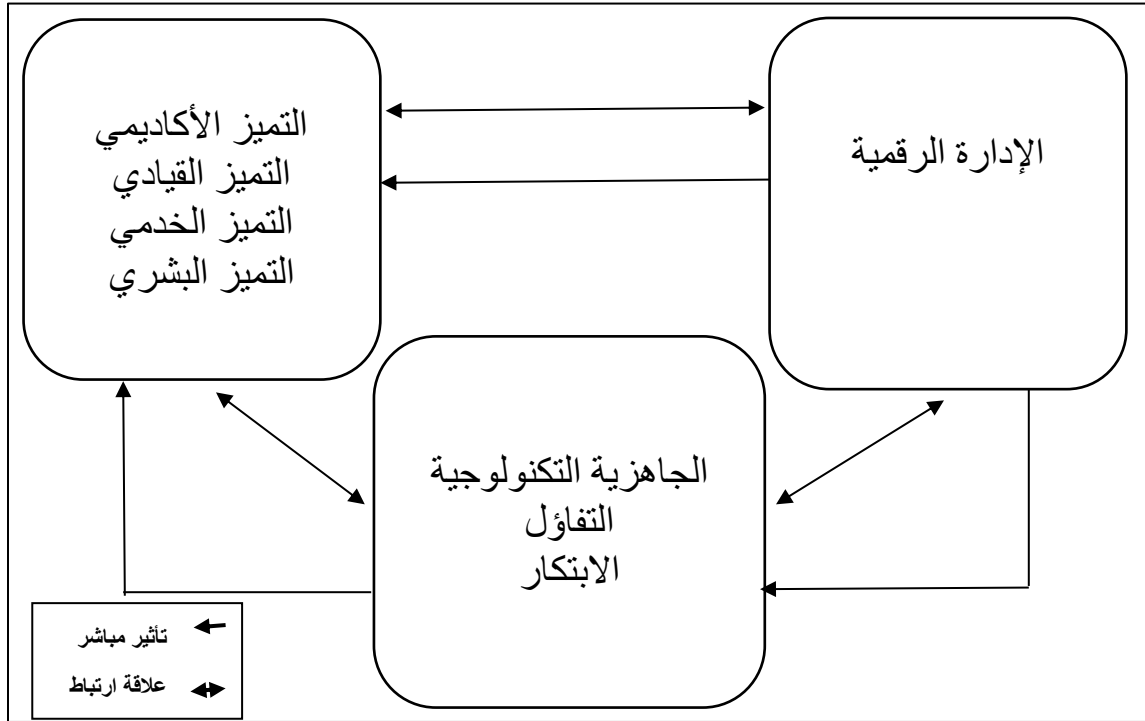 الإدارة الرقمية
التميز الأكاديمي
التميز القيادي
التميز الخدمي
التميز البشري
الجاهزية التكنولوجية
التفاؤل
الابتكار
تأثير مباشر
علاقة ارتباط